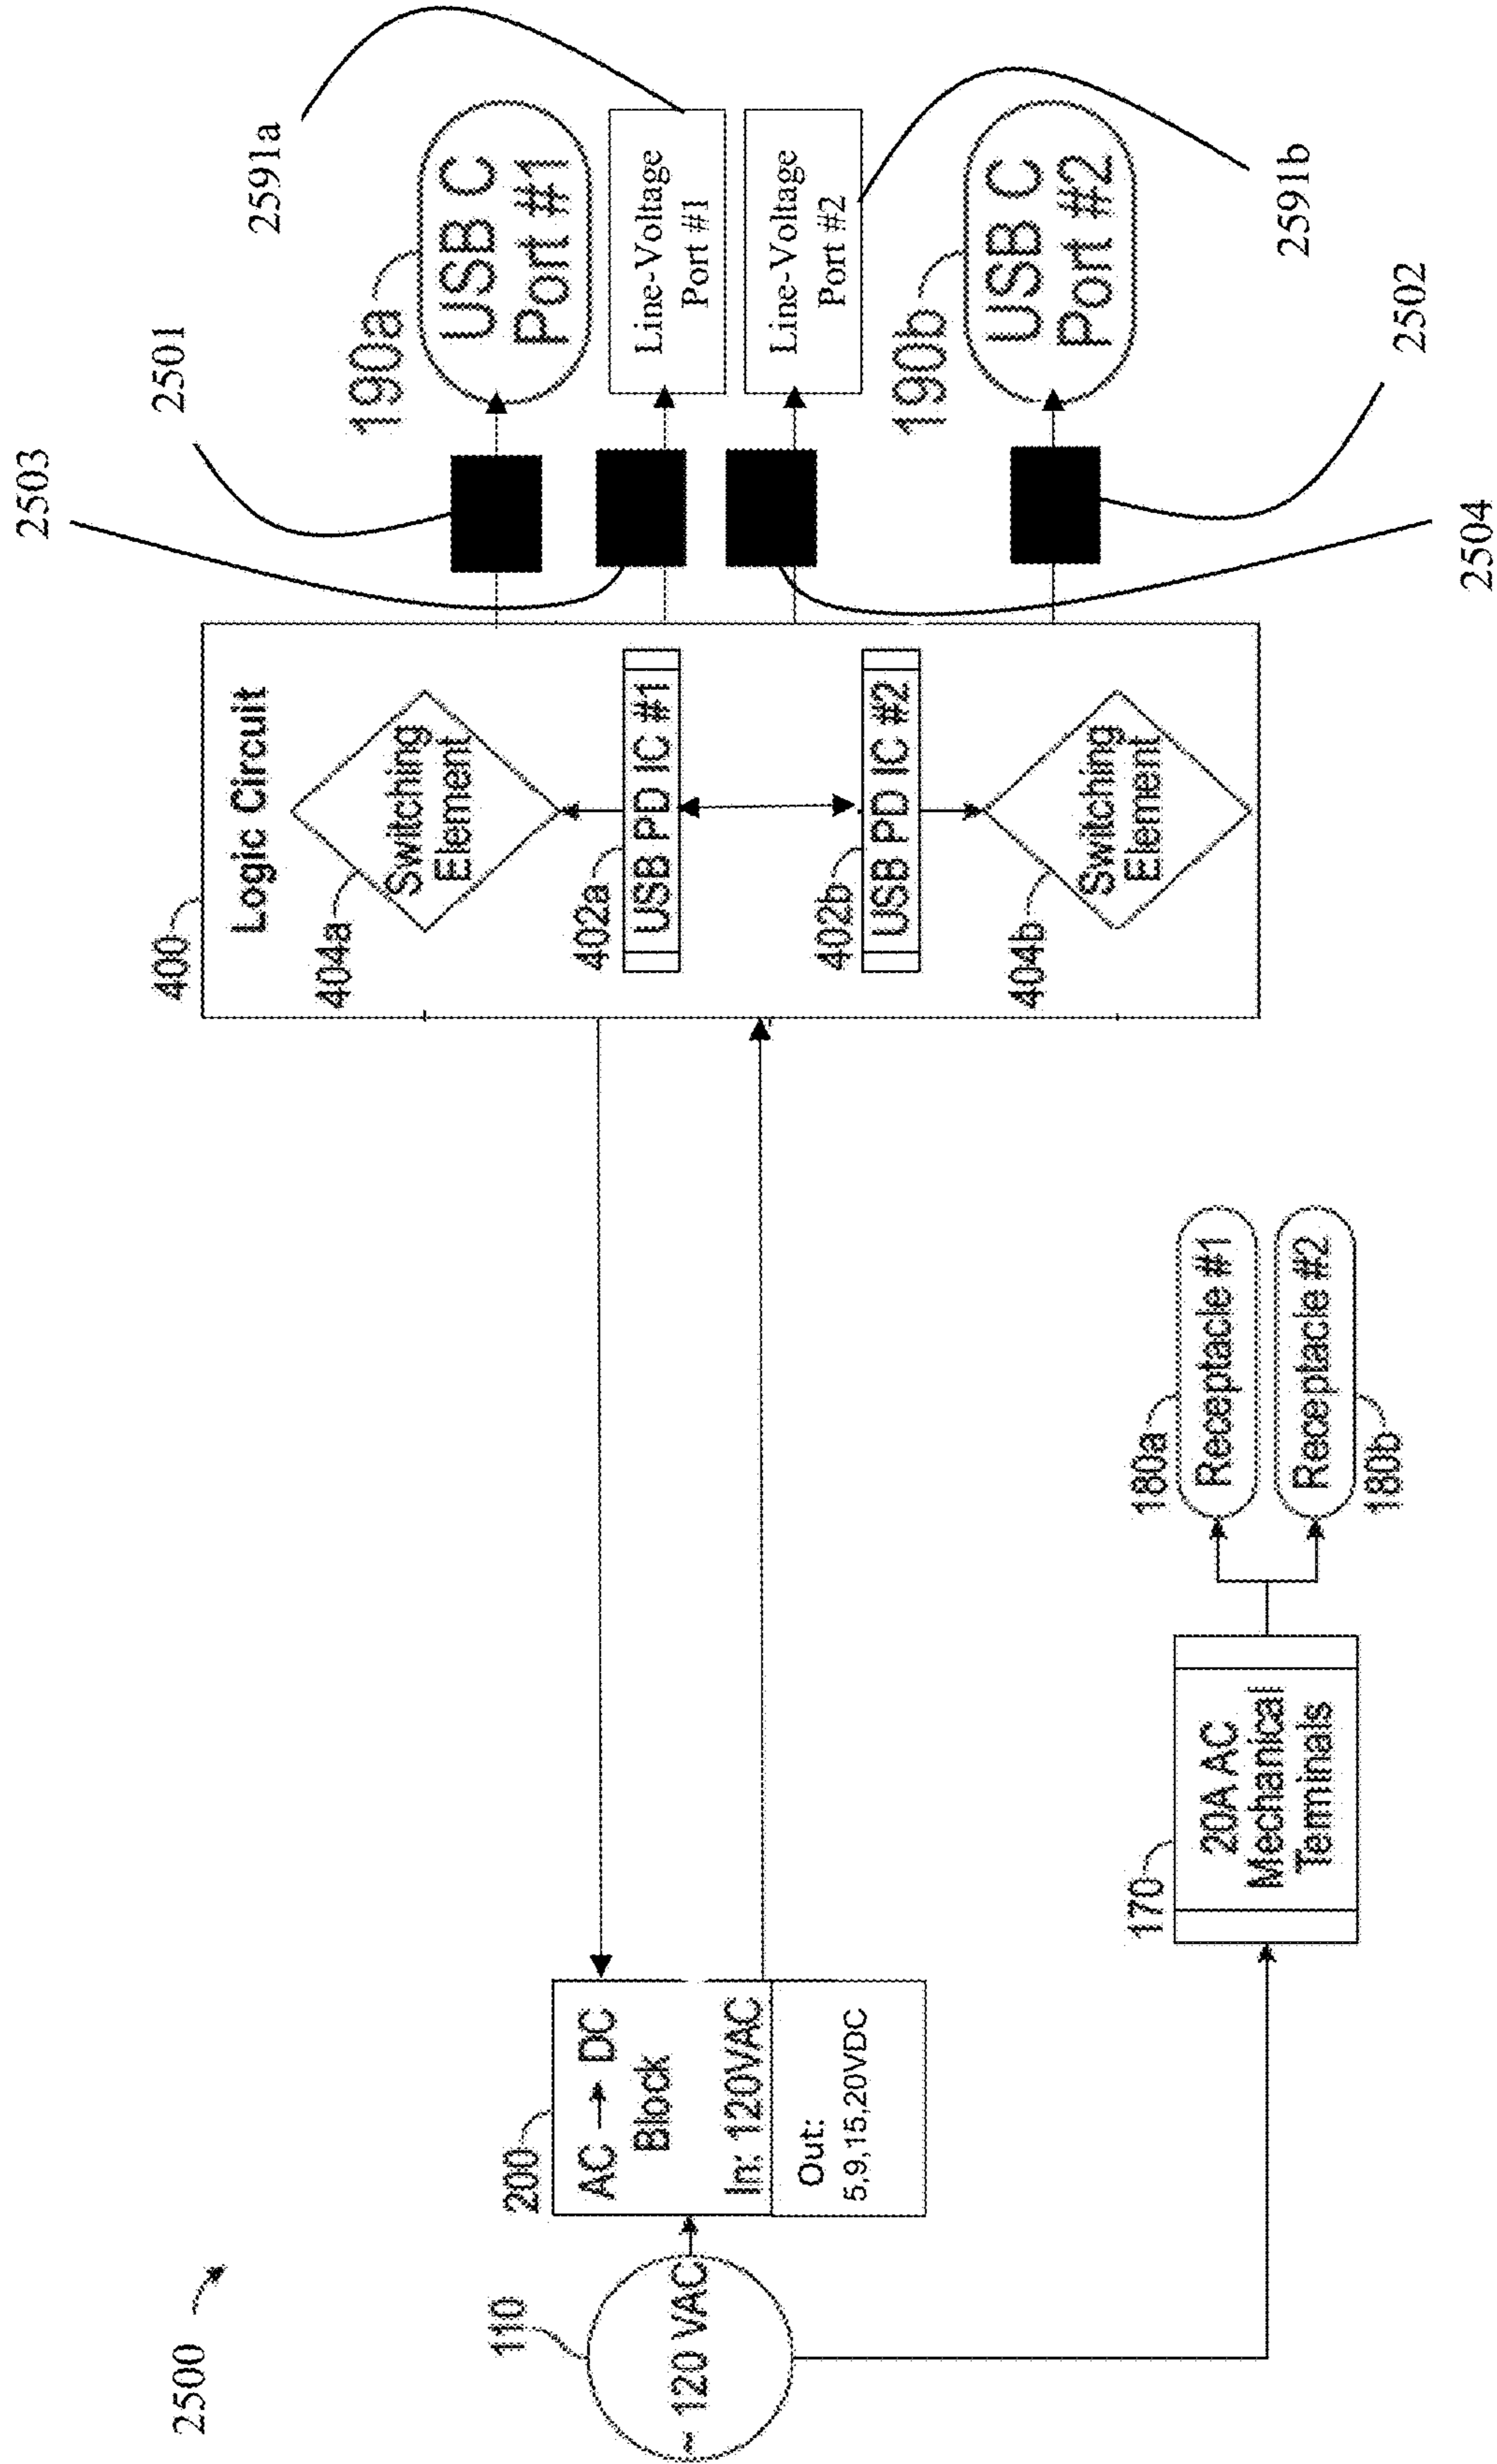 2500
110
~ 120 VAC
200
AC → DC
Block
In: 120VAC
Out:
5,9,15,20VDC
170
20A AC
Mechanical
Terminals
180a
Receptacle #1
Receptacle #2
180b
400
Logic Circuit
404a
Switching
Element
402a
USB PD IC #1
402b
USB PD IC #2
404b
Switching
Element
2503
2501
2504
2502
190a
USB C
Port #1
2591a
Line-Voltage
Port #1
Line-Voltage
Port #2
2591b
190b
USB C
Port #2